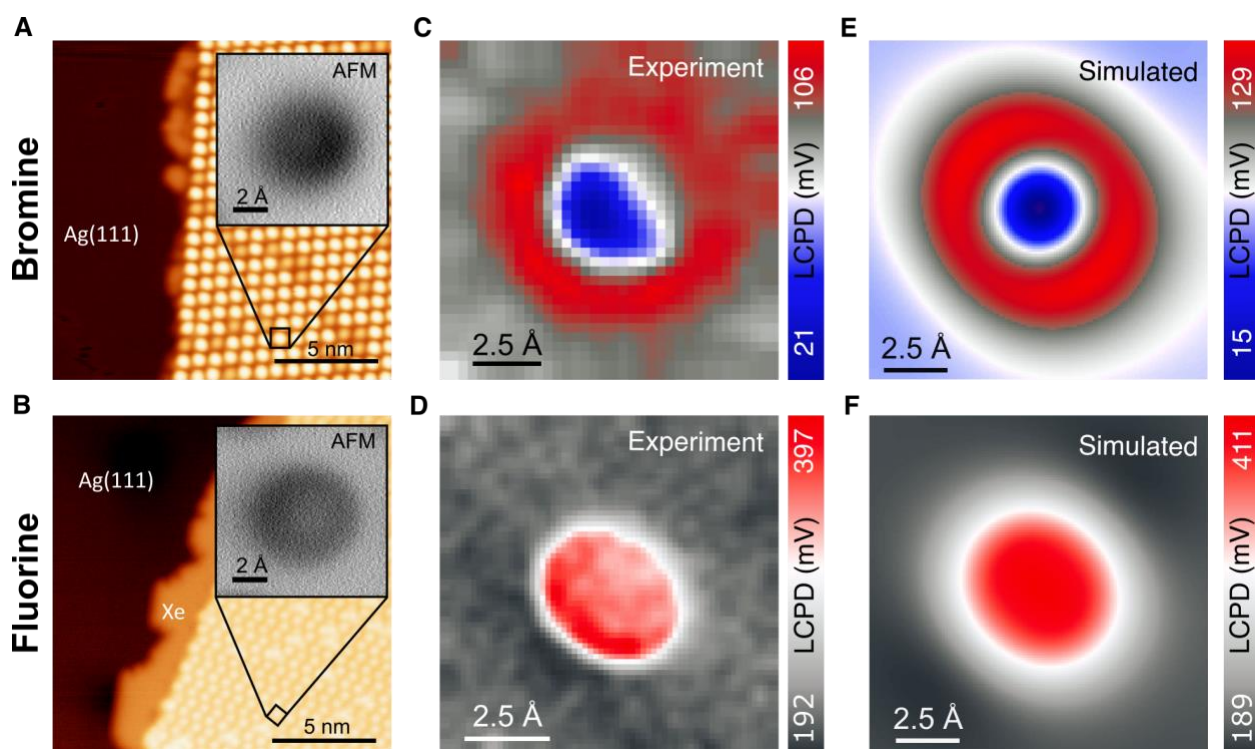 A
Bromine
Ag(111)
AFM
2 Å
5 nm
C
Experiment
2.5 Å
106
LCPD (mV)
21
E
Simulated
2.5 Å
129
LCPD (mV)
15
B
Fluorine
Ag(111)
Xe
AFM
2 Å
5 nm
D
Experiment
2.5 Å
397
LCPD (mV)
192
F
Simulated
2.5 Å
411
LCPD (mV)
189